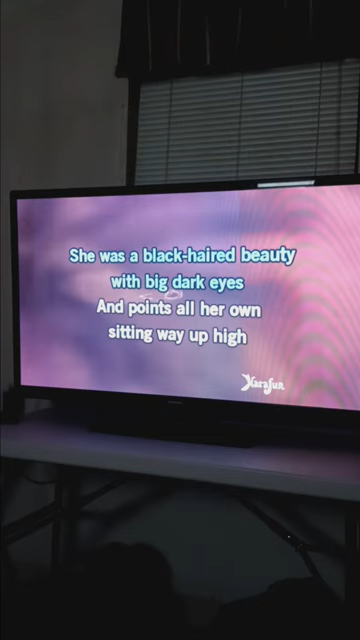 She was a black-haired beauty
with big dark eyes
And points all her own
sitting way up high
Karafun